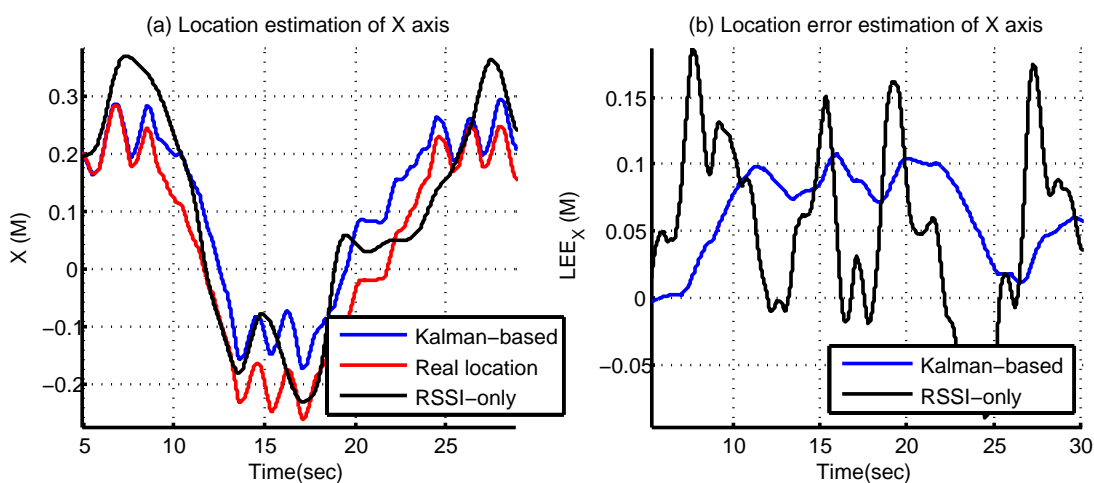 (a) Location estimation of X axis
0.3
0.2
0.1
0
−0.1
−0.2
X (M)
5
10
15
20
25
Time(sec)
Kalman−based
Real location
RSSI−only
(b) Location error estimation of X axis
0.15
0.1
0.05
0
−0.05
LEE_X (M)
10
15
20
25
30
Time(sec)
Kalman−based
RSSI−only